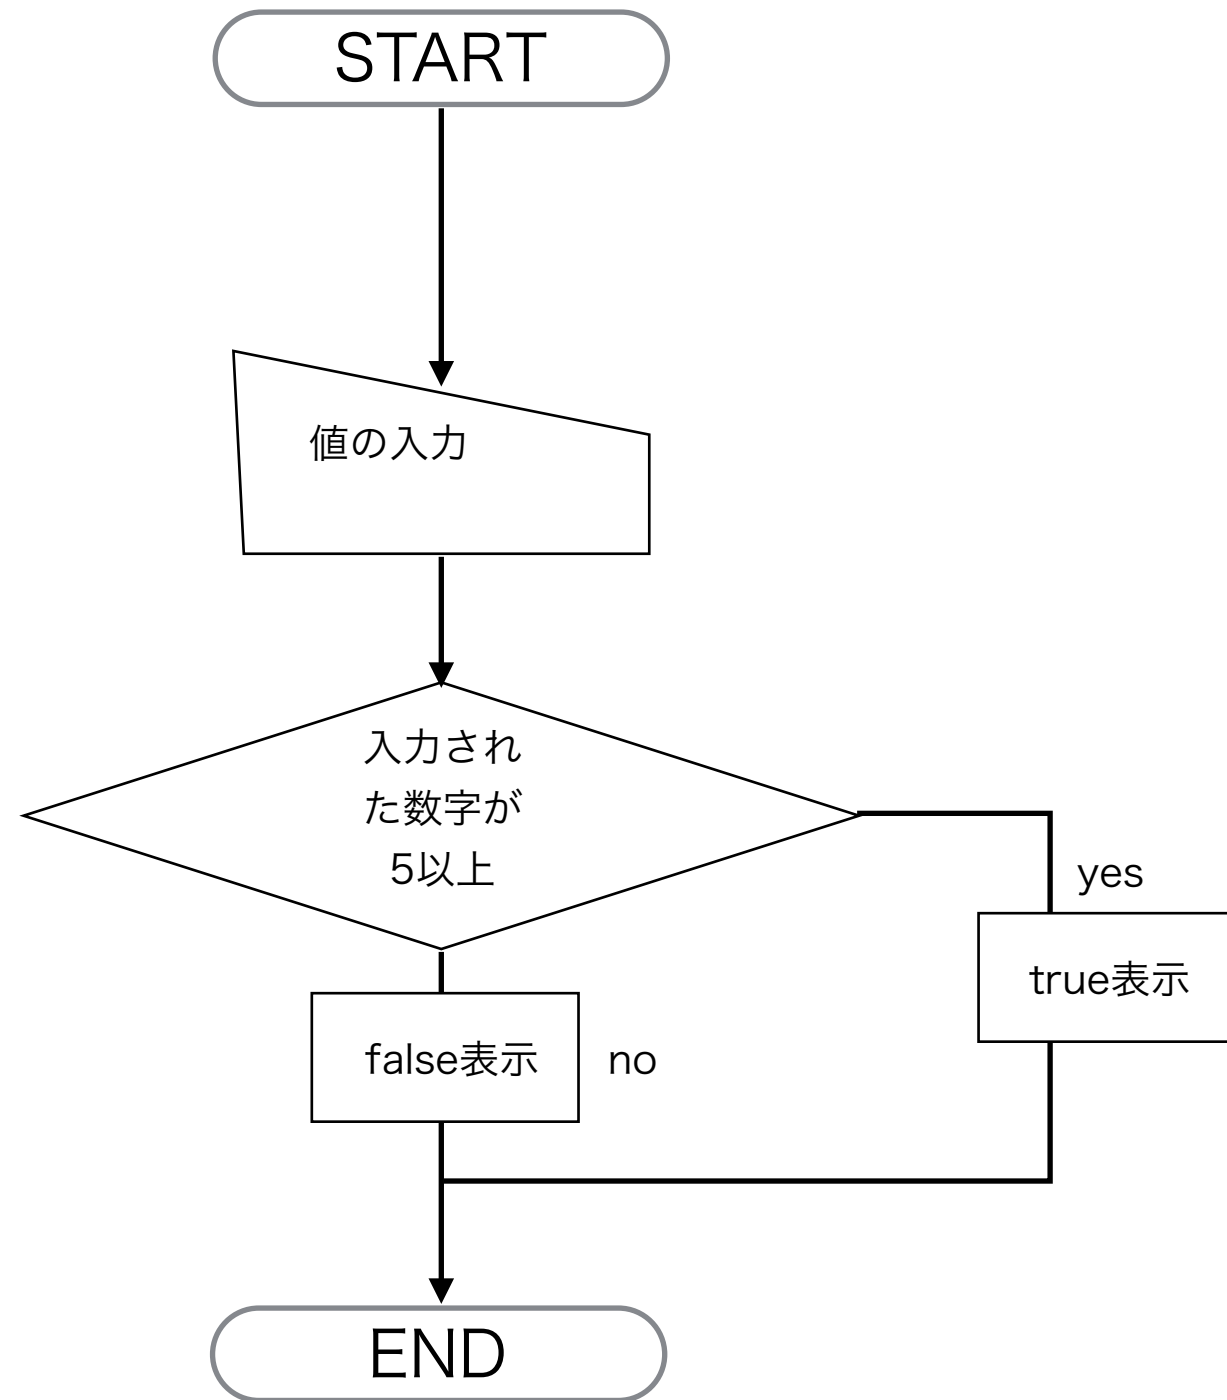 START
値の入力
入力され
た数字が
5以上
yes
true表示
false表示
no
END